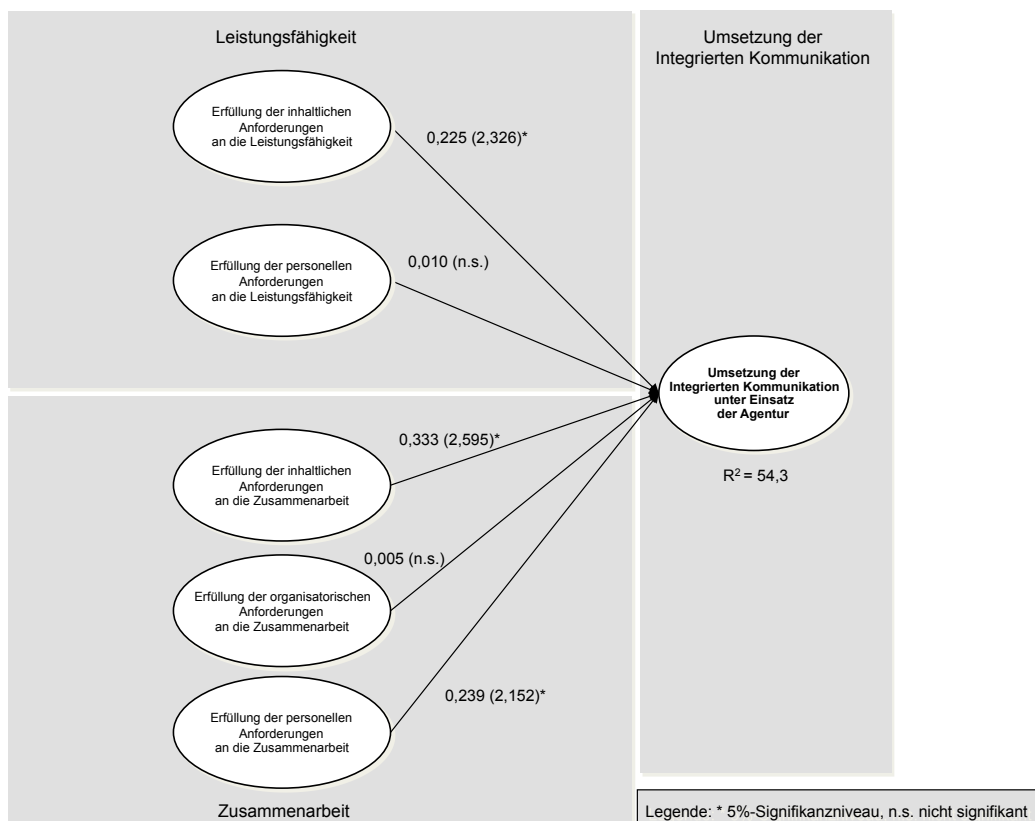 Leistungsfähigkeit
Erfüllung der inhaltlichen
Anforderungen
an die Leistungsfähigkeit
0,225 (2,326)*
Erfüllung der personellen
Anforderungen
an die Leistungsfähigkeit
0,010 (n.s.)
Erfüllung der inhaltlichen
Anforderungen
an die Zusammenarbeit
0,333 (2,595)*
Erfüllung der organisatorischen
Anforderungen
an die Zusammenarbeit
0,005 (n.s.)
Erfüllung der personellen
Anforderungen
an die Zusammenarbeit
0,239 (2,152)*
Zusammenarbeit
Umsetzung der
Integrierten Kommunikation
Umsetzung der
Integrierten Kommunikation
unter Einsatz
der Agentur
R² = 54,3
Legende: * 5%-Signifikanzniveau, n.s. nicht signifikant